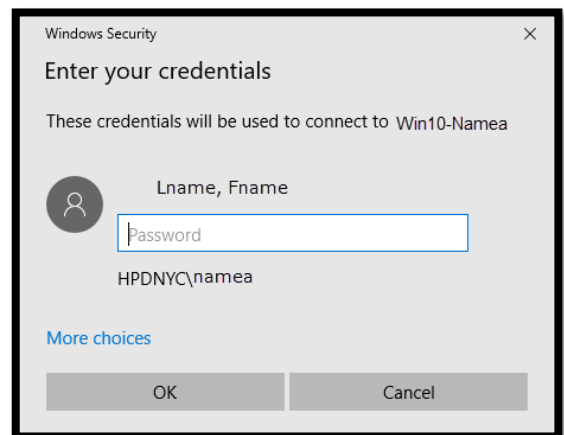 Windows Security
Enter your credentials
These credentials will be used to connect to Win10-Namea
Lname, Fname
Password
HPDNYC\namea
More choices
OK Cancel